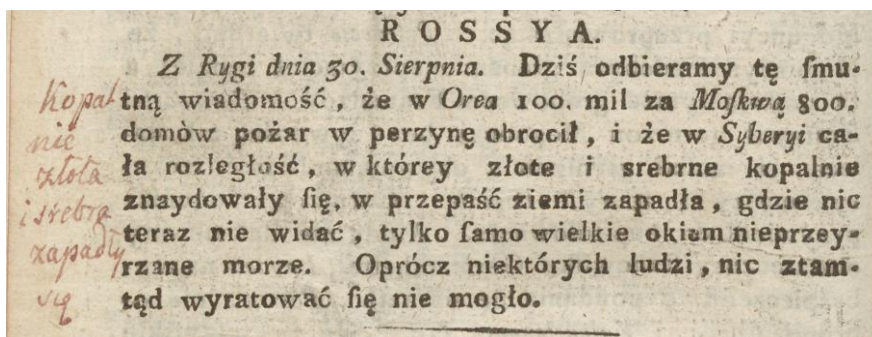 ROSSYA.
Z Rygi dnia 30. Sierpnia. Dziś odbieramy tę ſmu-
tną wiadomość, że w Orea 100. mil za Moſkwą 800.
domòw pożar w perzynę obrocił, i że w Syberyi ca-
ła rozległość, w którey złote i srebrne kopalnie
znaydowały ſię, w przepaść ziemi zapadła, gdzie nic
teraz nie widać, tylko ſamo wielkie okiam nieprzey-
rzane morze. Oprócz niektórych ludzi, nic ztam-
tąd wyratować ſię nie mogło.
Kopal
nie
złota
i srebra
zapadły
się